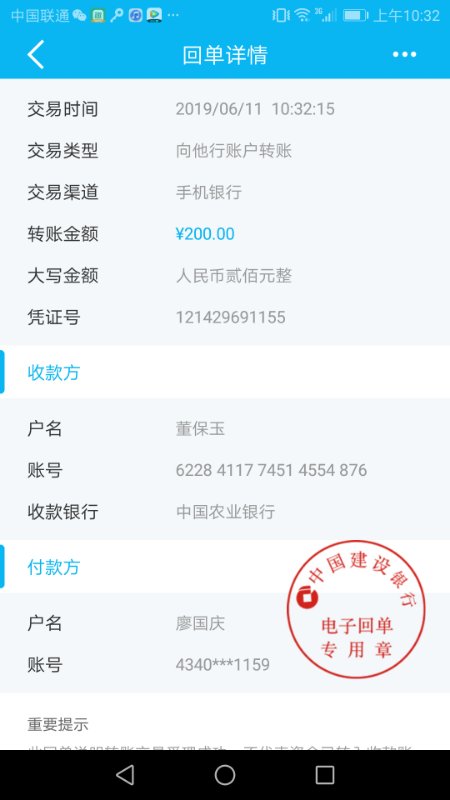 中国联通 3G 上午10:32
回单详情
交易时间 2019/06/11 10:32:15
交易类型 向他行账户转账
交易渠道 手机银行
转账金额 ¥200.00
大写金额 人民币贰佰元整
凭证号 121429691155
收款方
户名 董保玉
账号 6228 4117 7451 4554 876
收款银行 中国农业银行
付款方
中国建设银行
电子回单
专用章
户名 廖国庆
账号 4340***1159
重要提示